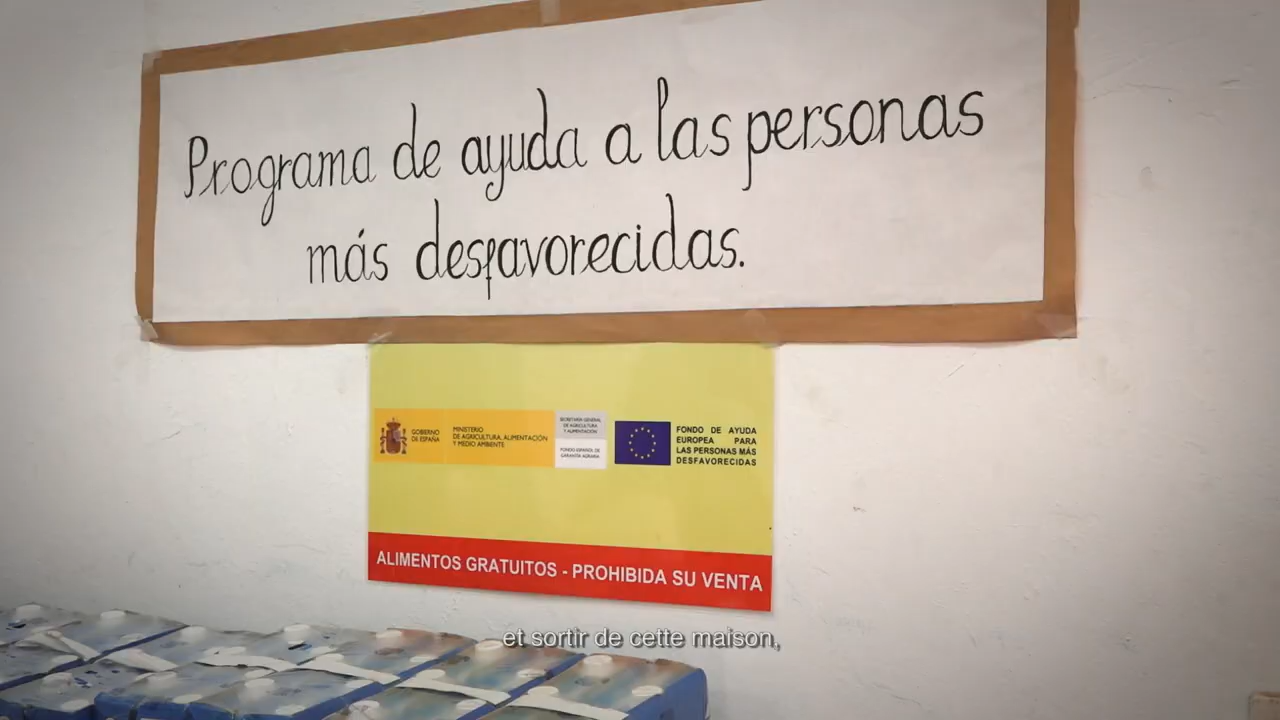 Programa de ayuda a las personas
más desfavorecidas.
GOBIERNO
DE ESPAÑA
MINISTERIO
DE AGRICULTURA, ALIMENTACIÓN
Y MEDIO AMBIENTE
SECRETARÍA GENERAL
DE AGRICULTURA
Y ALIMENTACIÓN
FONDO ESPAÑOL DE
GARANTÍA AGRARIA
FONDO DE AYUDA
EUROPEA PARA
LAS PERSONAS MÁS
DESFAVORECIDAS
ALIMENTOS GRATUITOS - PROHIBIDA SU VENTA
et sortir de cette maison,